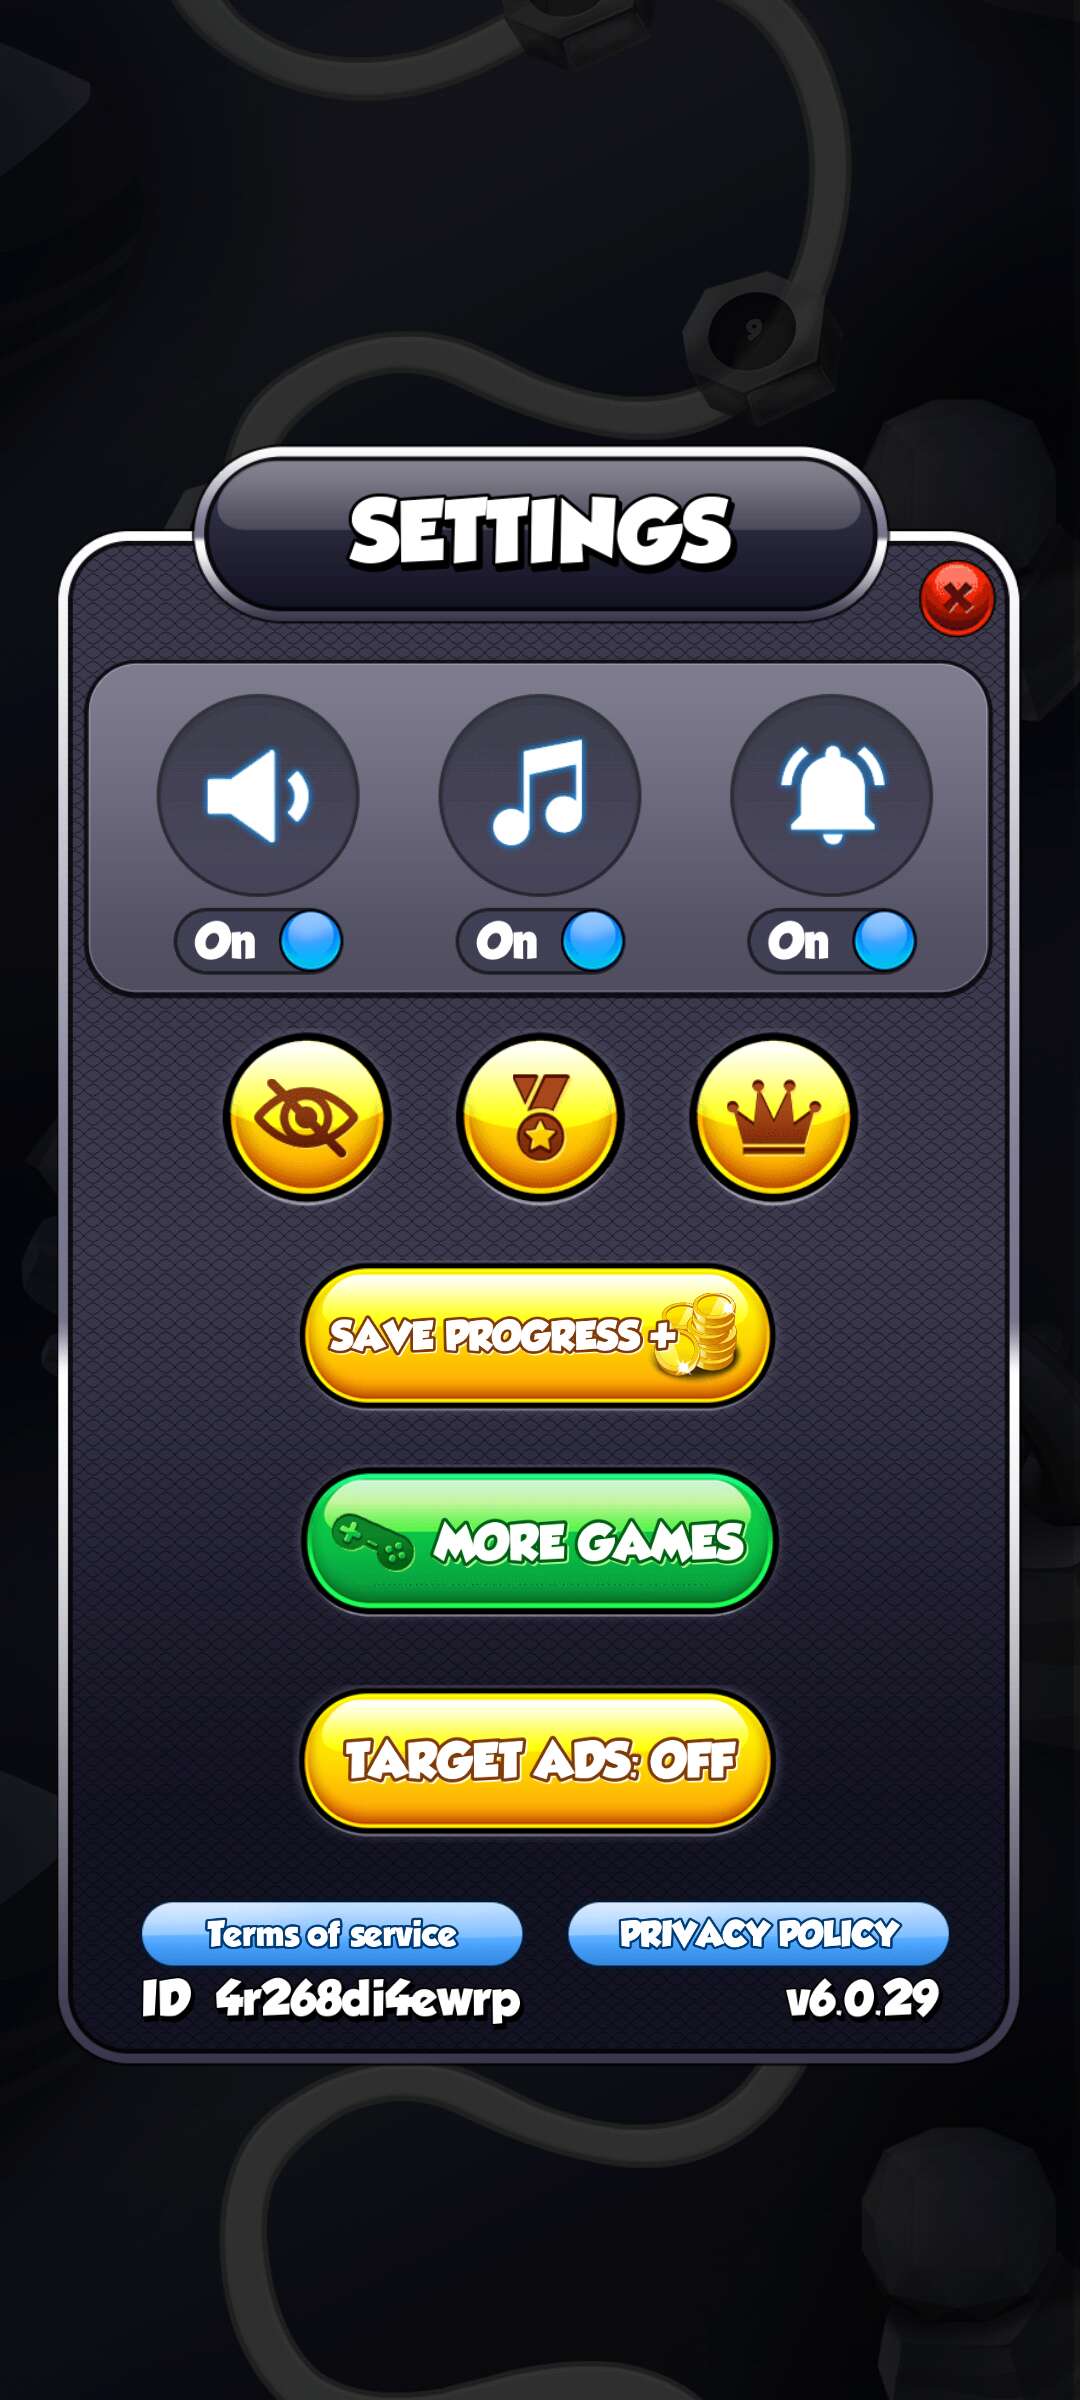 9
SETTINGS
On
On
On
SAVE PROGRESS +
MORE GAMES
TARGET ADS: OFF
Terms of service
PRIVACY POLICY
ID 4r268di4ewrp
v6.0.29